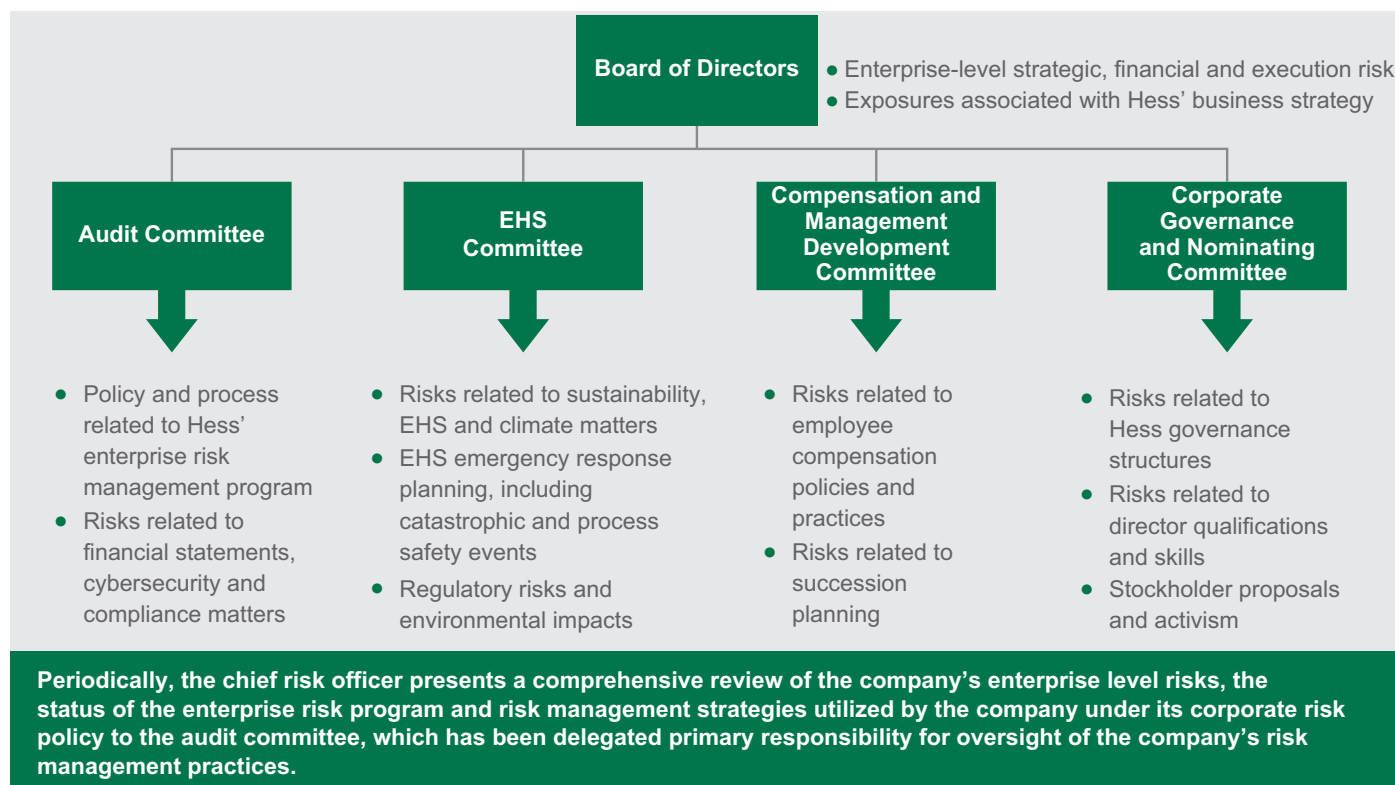 Board of Directors
● Enterprise-level strategic, financial and execution risk
● Exposures associated with Hess' business strategy
Audit Committee
EHS
Committee
Compensation and
Management
Development
Committee
Corporate
Governance
and Nominating
Committee
● Policy and process
related to Hess'
enterprise risk
management program
● Risks related to
financial statements,
cybersecurity and
compliance matters
● Risks related to sustainability,
EHS and climate matters
● EHS emergency response
planning, including
catastrophic and process
safety events
● Regulatory risks and
environmental impacts
● Risks related to
employee
compensation
policies and
practices
● Risks related to
succession
planning
● Risks related to
Hess governance
structures
● Risks related to
director qualifications
and skills
● Stockholder proposals
and activism
Periodically, the chief risk officer presents a comprehensive review of the company's enterprise level risks, the
status of the enterprise risk program and risk management strategies utilized by the company under its corporate risk
policy to the audit committee, which has been delegated primary responsibility for oversight of the company's risk
management practices.